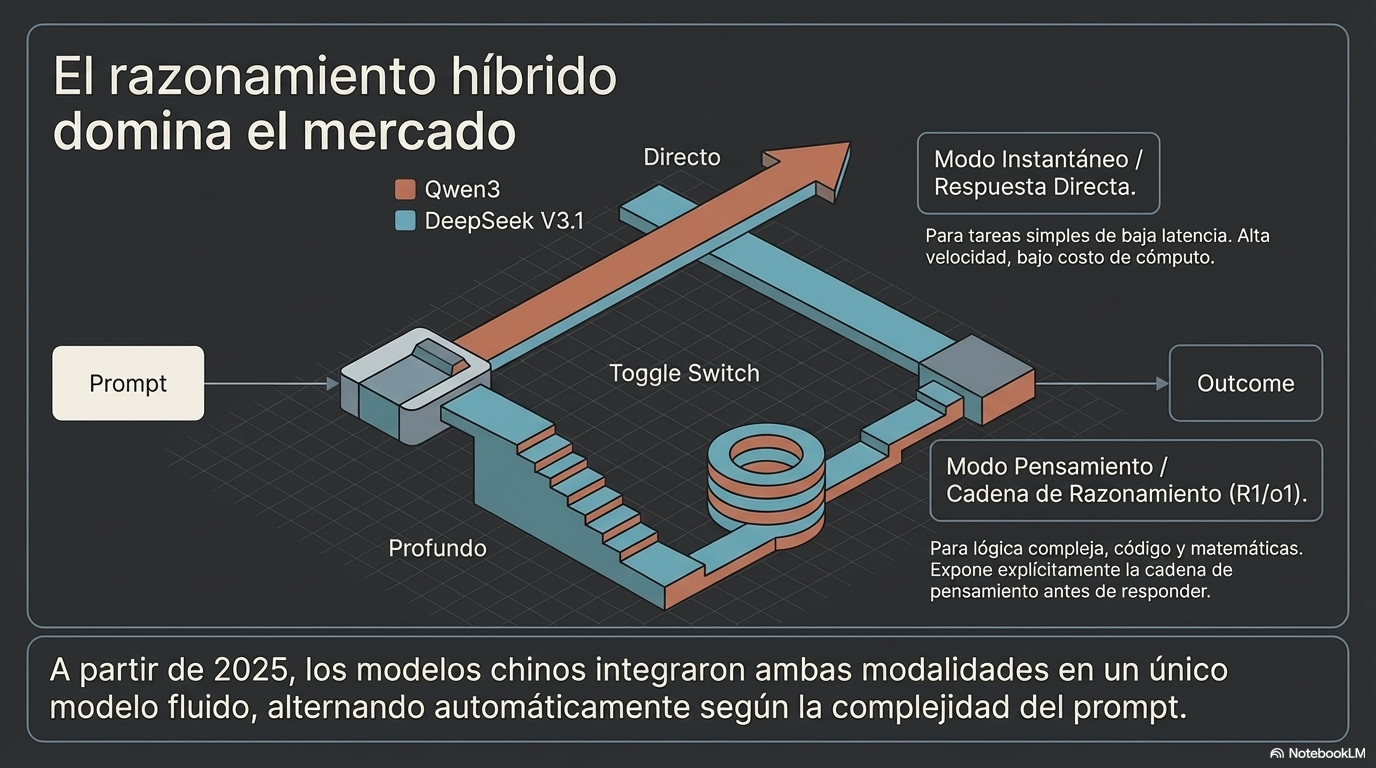 El razonamiento híbrido
domina el mercado
Qwen3
DeepSeek V3.1
Directo
Modo Instantáneo /
Respuesta Directa.
Para tareas simples de baja latencia. Alta
velocidad, bajo costo de cómputo.
Prompt
Toggle Switch
Outcome
Profundo
Modo Pensamiento /
Cadena de Razonamiento (R1/o1).
Para lógica compleja, código y matemáticas.
Expone explícitamente la cadena de
pensamiento antes de responder.
A partir de 2025, los modelos chinos integraron ambas modalidades en un único
modelo fluido, alternando automáticamente según la complejidad del prompt.
NotebookLM